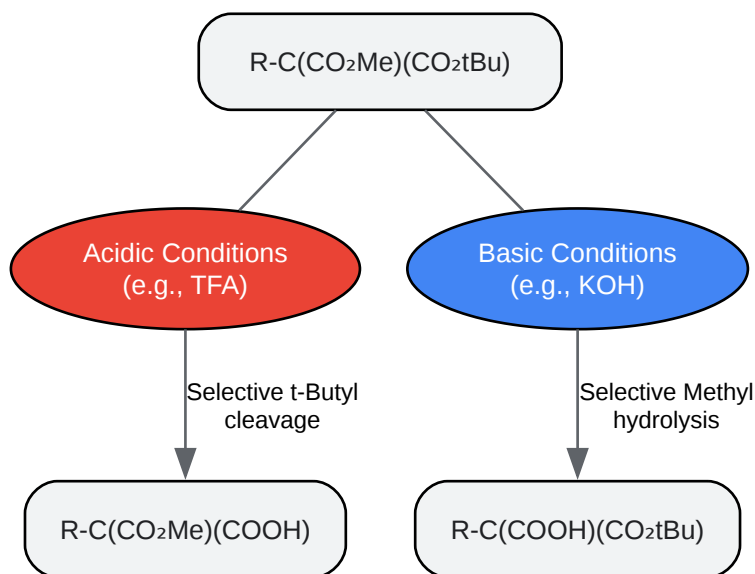 R-C(CO₂Me)(CO₂tBu)
Acidic Conditions
(e.g., TFA)
Basic Conditions
(e.g., KOH)
Selective t-Butyl
cleavage
Selective Methyl
hydrolysis
R-C(CO₂Me)(COOH)
R-C(COOH)(CO₂tBu)